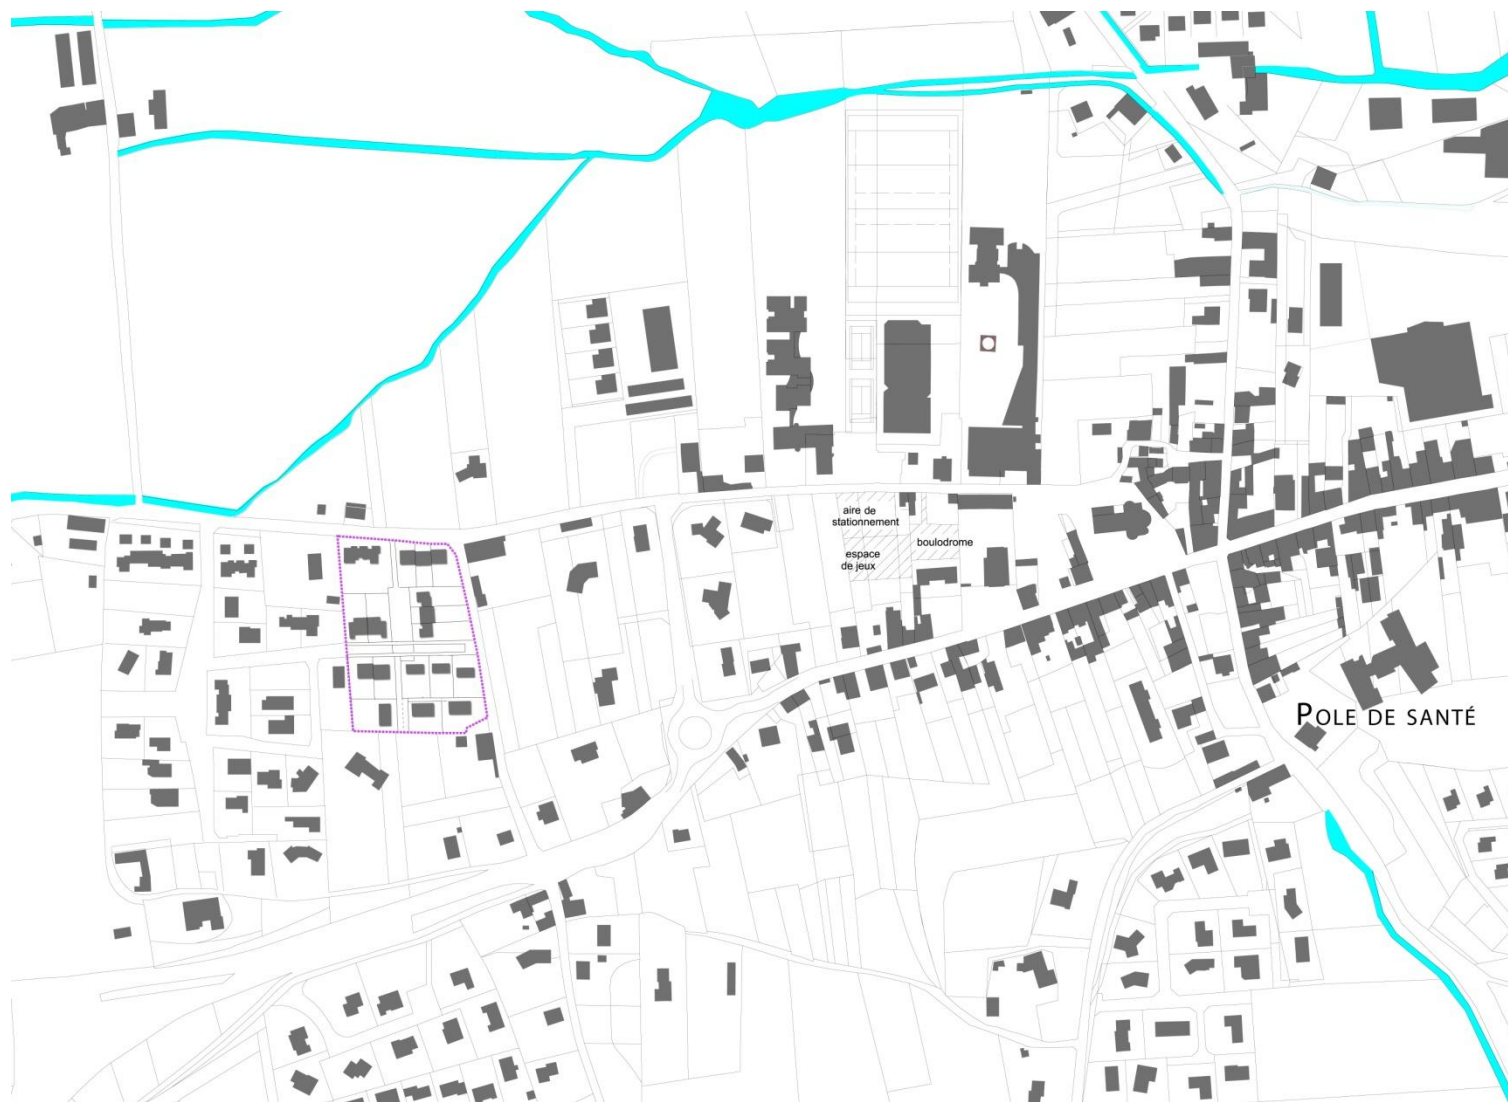 aire de
stationnement
boulodrome
espace
de jeux
POLE DE SANTÉ